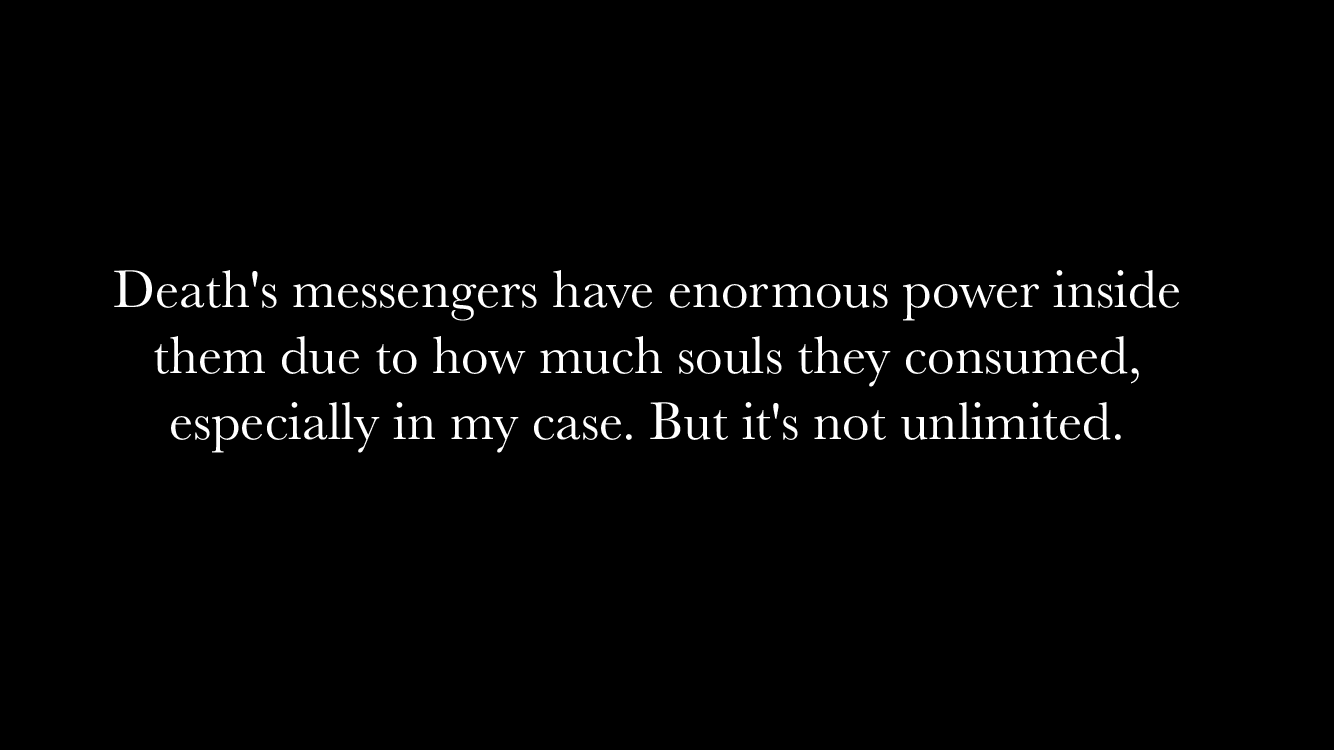 Death's messengers have enormous power inside
them due to how much souls they consumed,
especially in my case. But it's not unlimited.